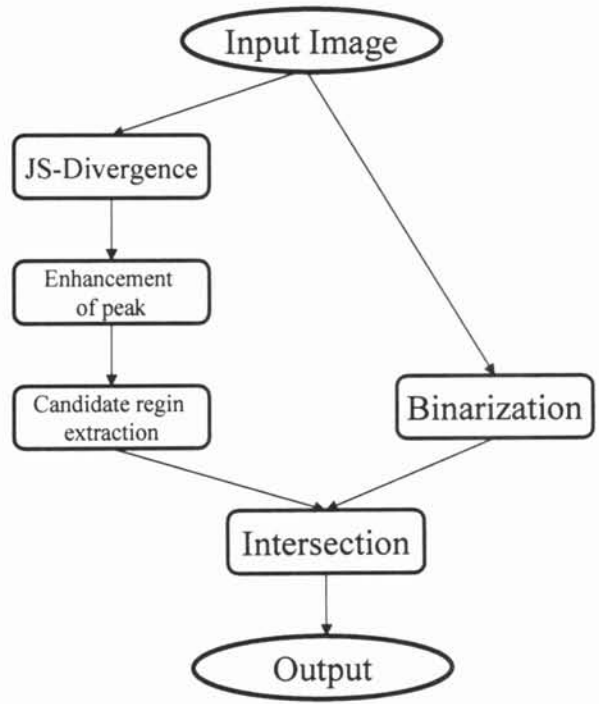 Input Image
JS-Divergence
Enhancement
of peak
Candidate regin
extraction
Binarization
Intersection
Output